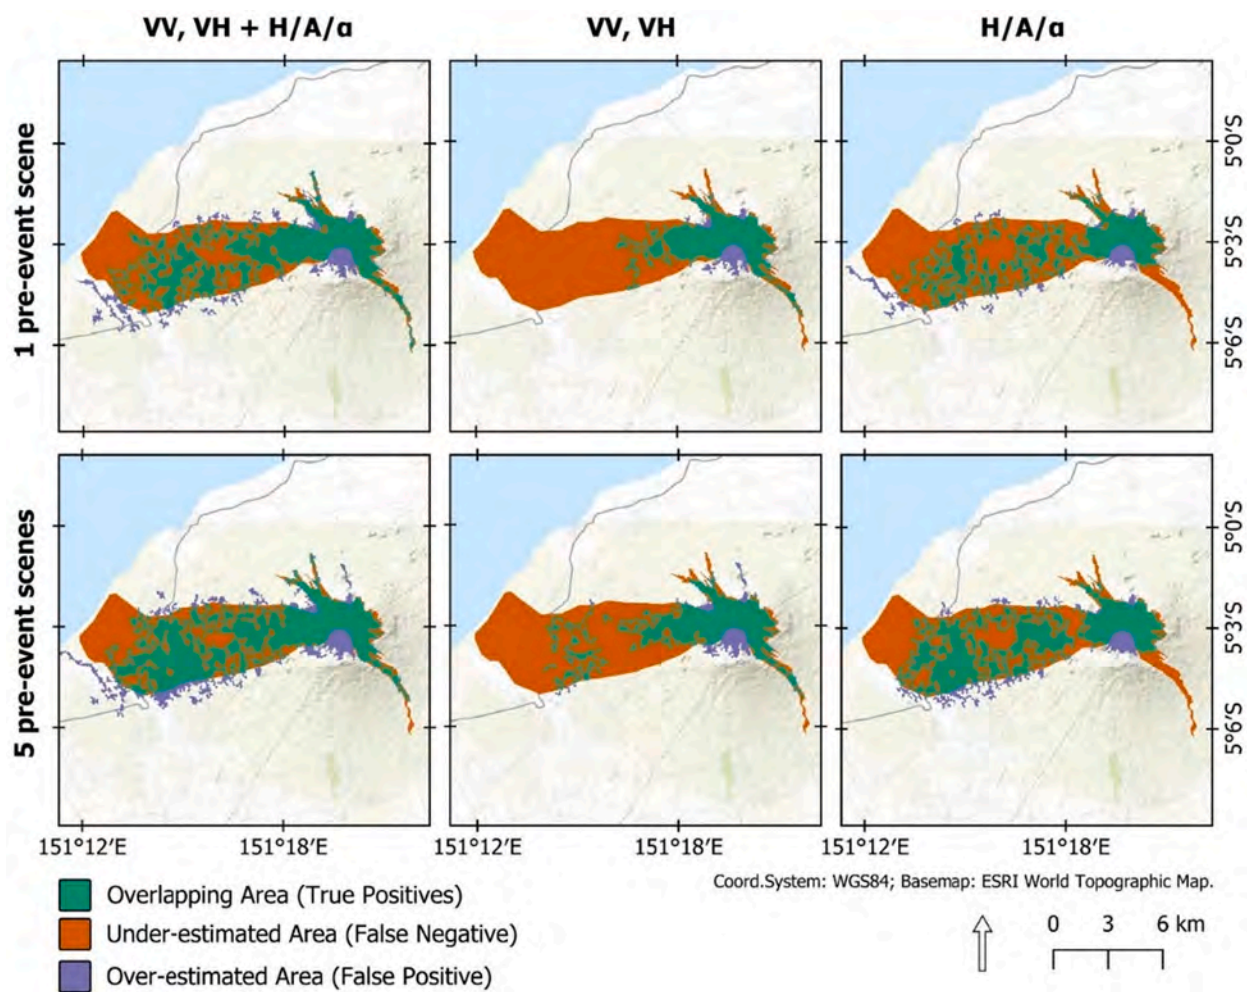 VV, VH + H/A/α
VV, VH
H/A/α
1 pre-event scene
5°0'S
5°3'S
5°6'S
5 pre-event scenes
5°0'S
5°3'S
5°6'S
151°12'E
151°18'E
151°12'E
151°18'E
151°12'E
151°18'E
Overlapping Area (True Positives)
Under-estimated Area (False Negative)
Over-estimated Area (False Positive)
Coord.System: WGS84; Basemap: ESRI World Topographic Map.
0 3 6 km